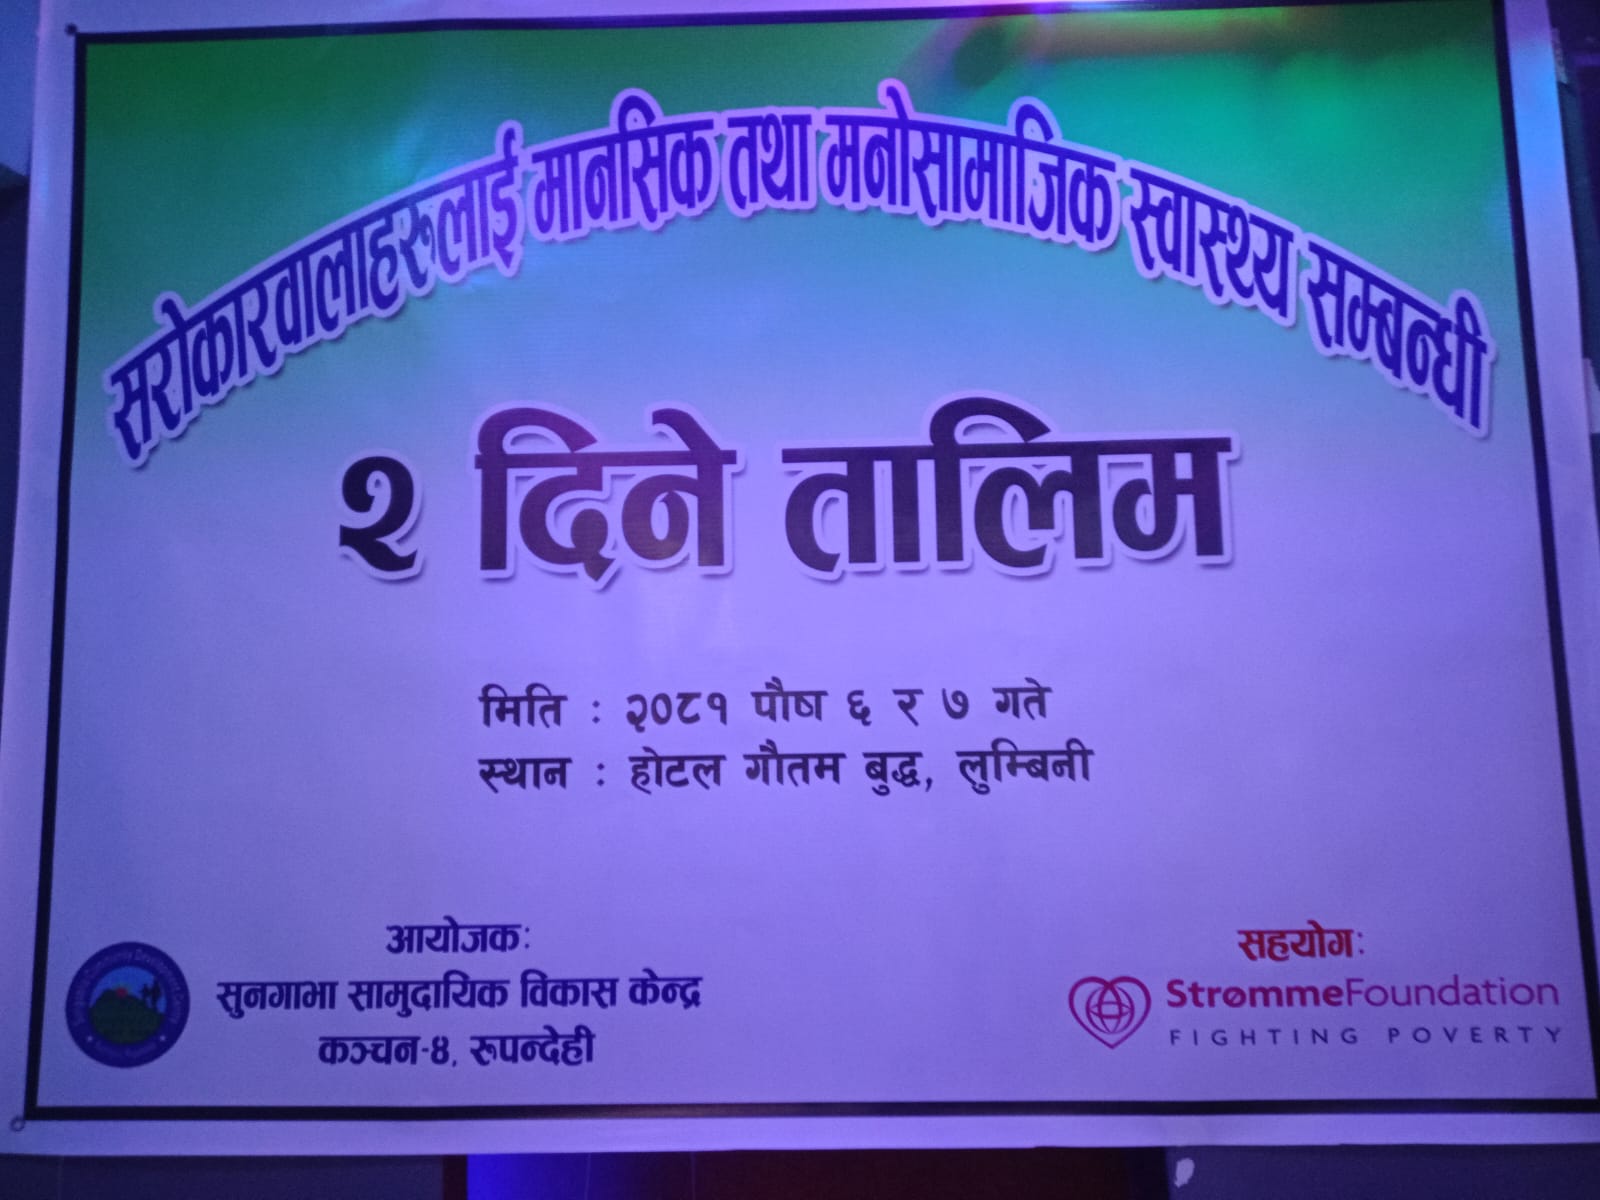 सरोकारवालाहरुलाई मानसिक तथा मनोसामाजिक स्वास्थ्य सम्बन्धी
२ दिने तालिम
मिति : २०८१ पौष ६ र ७ गते
स्थान : होटल गौतम बुद्ध, लुम्बिनी
आयोजकः
सुनगाभा सामुदायिक विकास केन्द्र
कञ्चन-४, रुपन्देही
सहयोगः
StrømmeFoundation
FIGHTING POVERTY